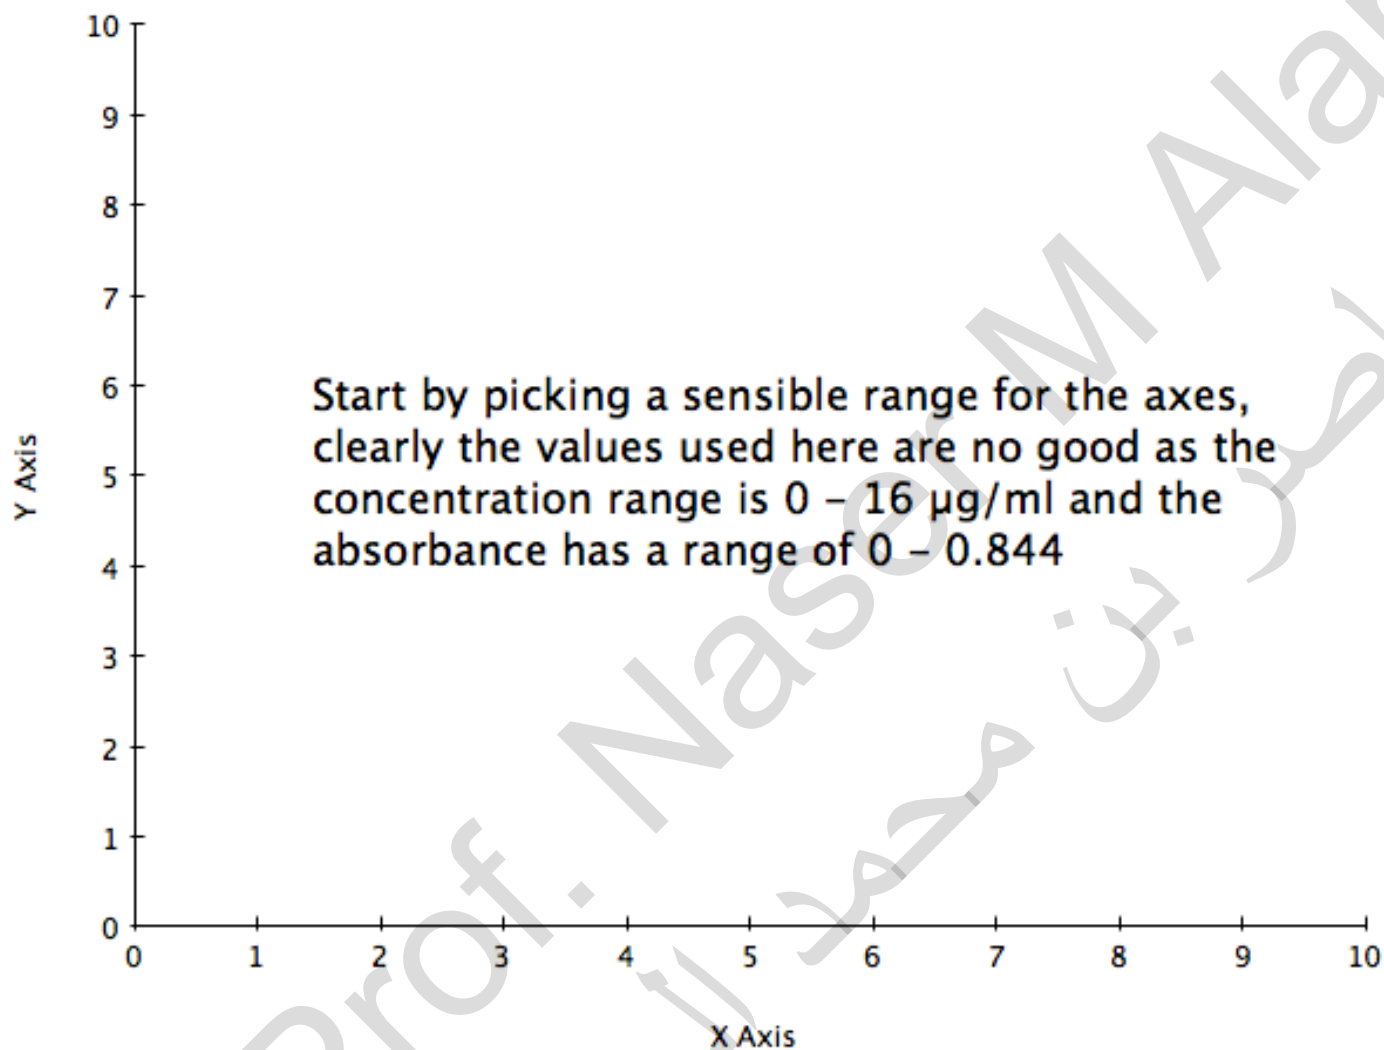 10
9
8
7
6
5
4
3
2
1
0
Y Axis
Start by picking a sensible range for the axes,
clearly the values used here are no good as the
concentration range is 0 – 16 µg/ml and the
absorbance has a range of 0 – 0.844
0 1 2 3 4 5 6 7 8 9 10
X Axis
Prof. Naser M Ala
بن محمد